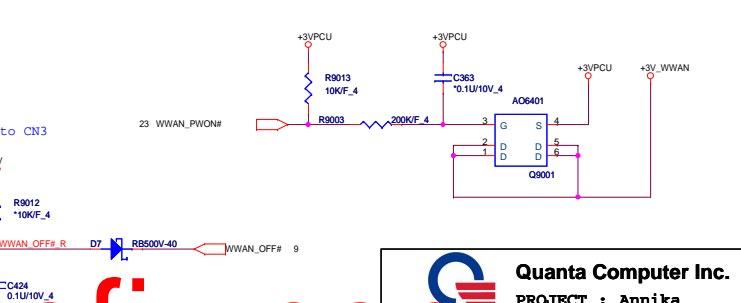 +3VPCU
+3VPCU
+3VPCU
+3V_WWAN
R9013
10K/F_4
C363
*0.1U/10V_4
AO6401
23 WWAN_PWON#
R9003
200K/F_4
3 G S 4
2 D D 5
1 D D 6
Q9001
to CN3
R9012
*10K/F_4
WWAN_OFF#_R
D7
RB500V-40
WWAN_OFF# 9
C424
0.1U/10V_4
Quanta Computer Inc.
PROJECT : Annika